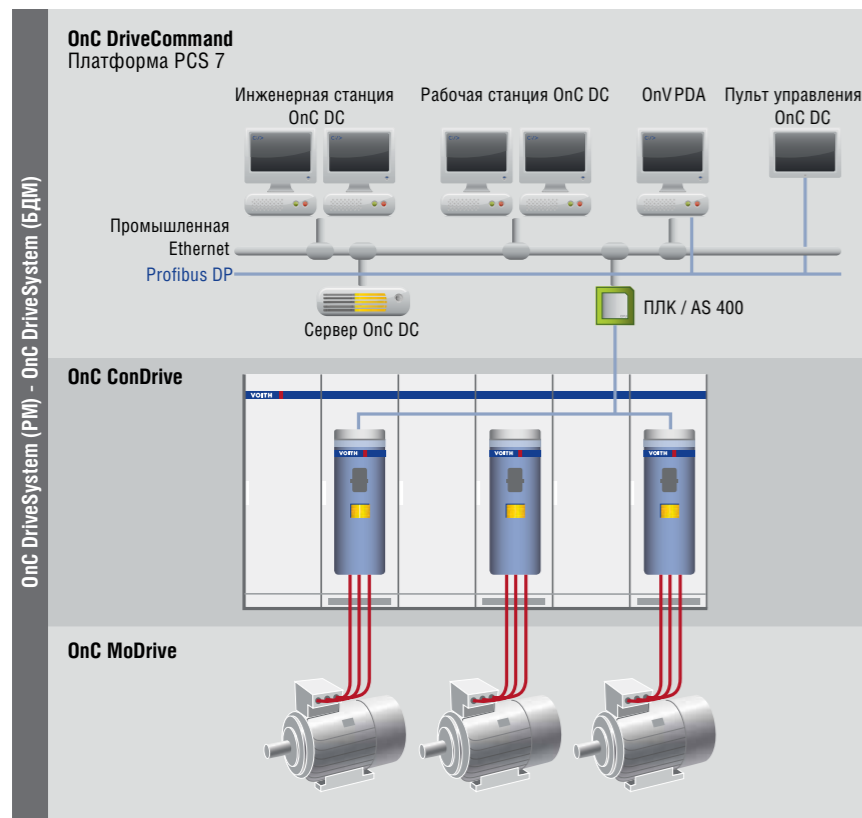 OnC DriveSystem (PM) - OnC DriveSystem (БДМ)
OnC DriveCommand
Платформа PCS 7
Инженерная станция
OnC DC
Рабочая станция OnC DC
OnV PDA
Пульт управления
OnC DC
Промышленная
Ethernet
Profibus DP
Сервер OnC DC
ПЛК / AS 400
OnC ConDrive
VOITH
VOITH
VOITH
VOITH
OnC MoDrive